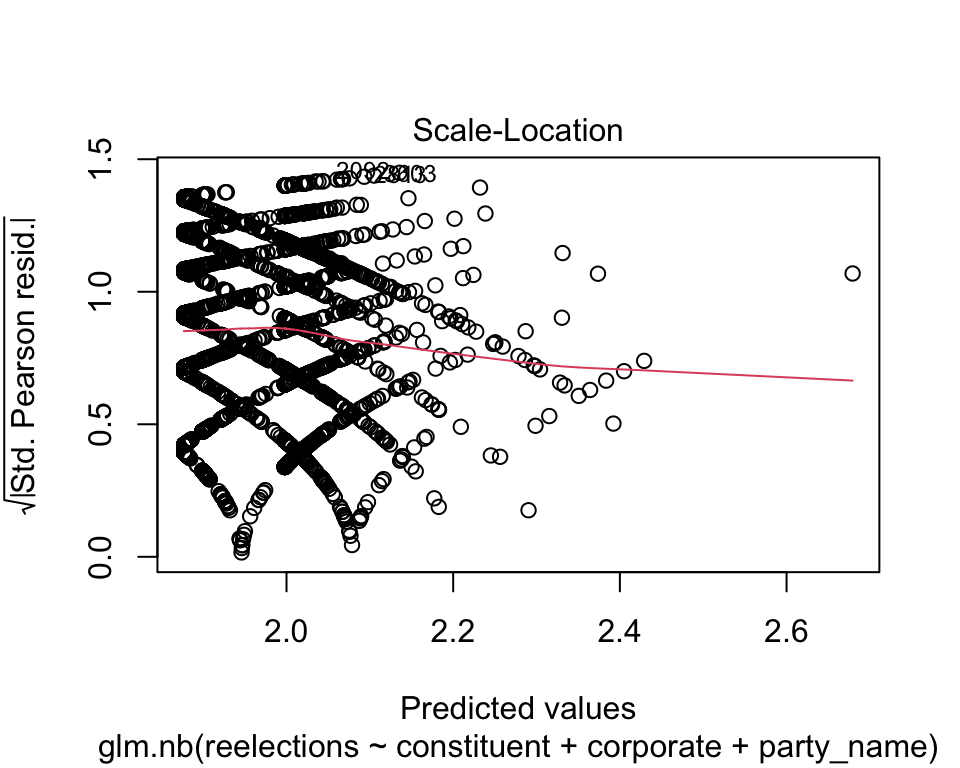 Scale-Location
√|Std. Pearson resid.|
1.5
1.0
0.5
0.0
2.0
2.2
2.4
2.6
Predicted values
glm.nb(reelections ~ constituent + corporate + party_name)